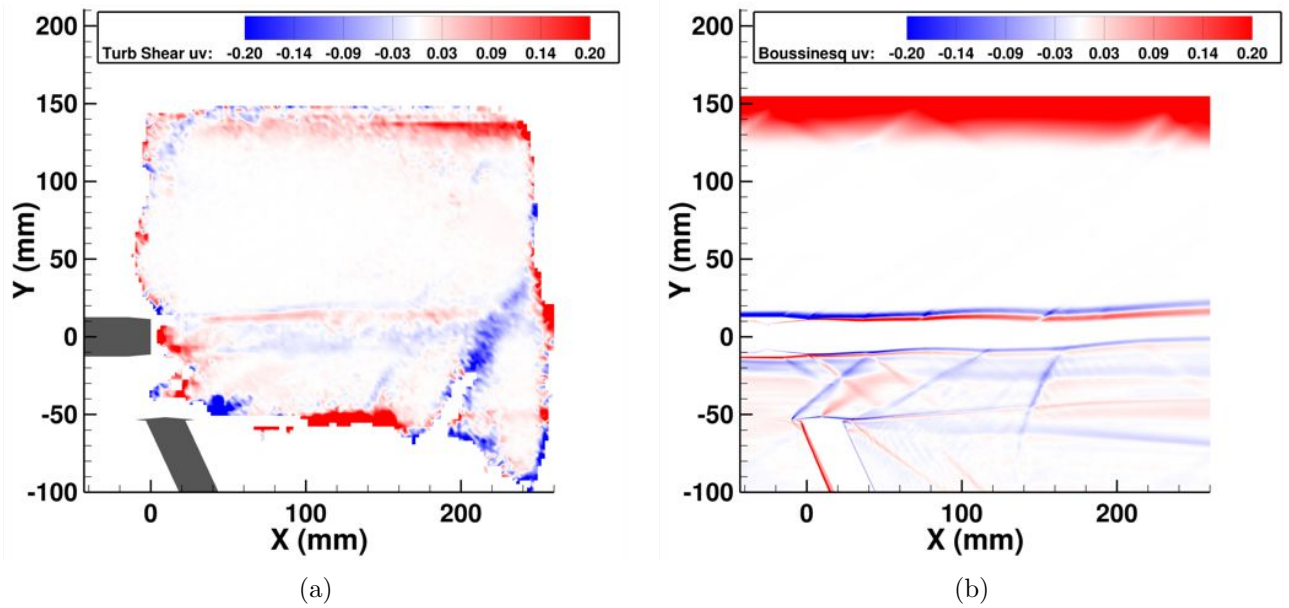 Turb Shear uv: -0.20 -0.14 -0.09 -0.03 0.03 0.09 0.14 0.20
200
150
100
50
0
-50
-100
Y (mm)
0 100 200
X (mm)
(a)
Boussinesq uv: -0.20 -0.14 -0.09 -0.03 0.03 0.09 0.14 0.20
200
150
100
50
0
-50
-100
Y (mm)
0 100 200
X (mm)
(b)